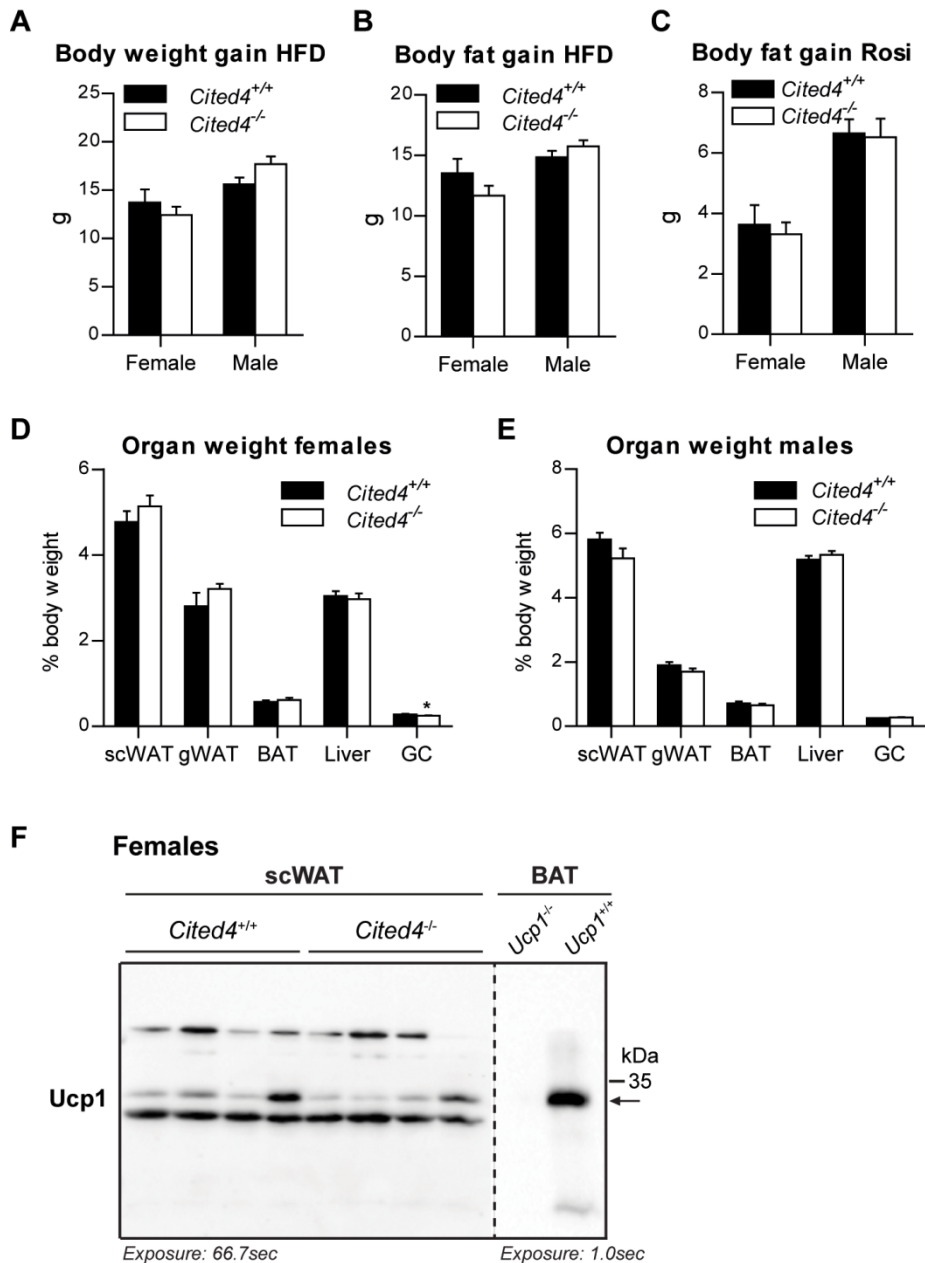 A
Body weight gain HFD
Cited4+/+
Cited4-/-
25
20
15
10
5
0
g
Female Male
B
Body fat gain HFD
Cited4+/+
Cited4-/-
20
15
10
5
0
g
Female Male
C
Body fat gain Rosi
Cited4+/+
Cited4-/-
8
6
4
2
0
g
Female Male
D
Organ weight females
Cited4+/+
Cited4-/-
6
4
2
0
% body weight
*
scWAT gWAT BAT Liver GC
E
Organ weight males
Cited4+/+
Cited4-/-
8
6
4
2
0
% body weight
scWAT gWAT BAT Liver GC
F
Females
scWAT BAT
Cited4+/+ Cited4-/- Ucp1-/- Ucp1+/+
kDa
35
Ucp1
Exposure: 66.7sec Exposure: 1.0sec